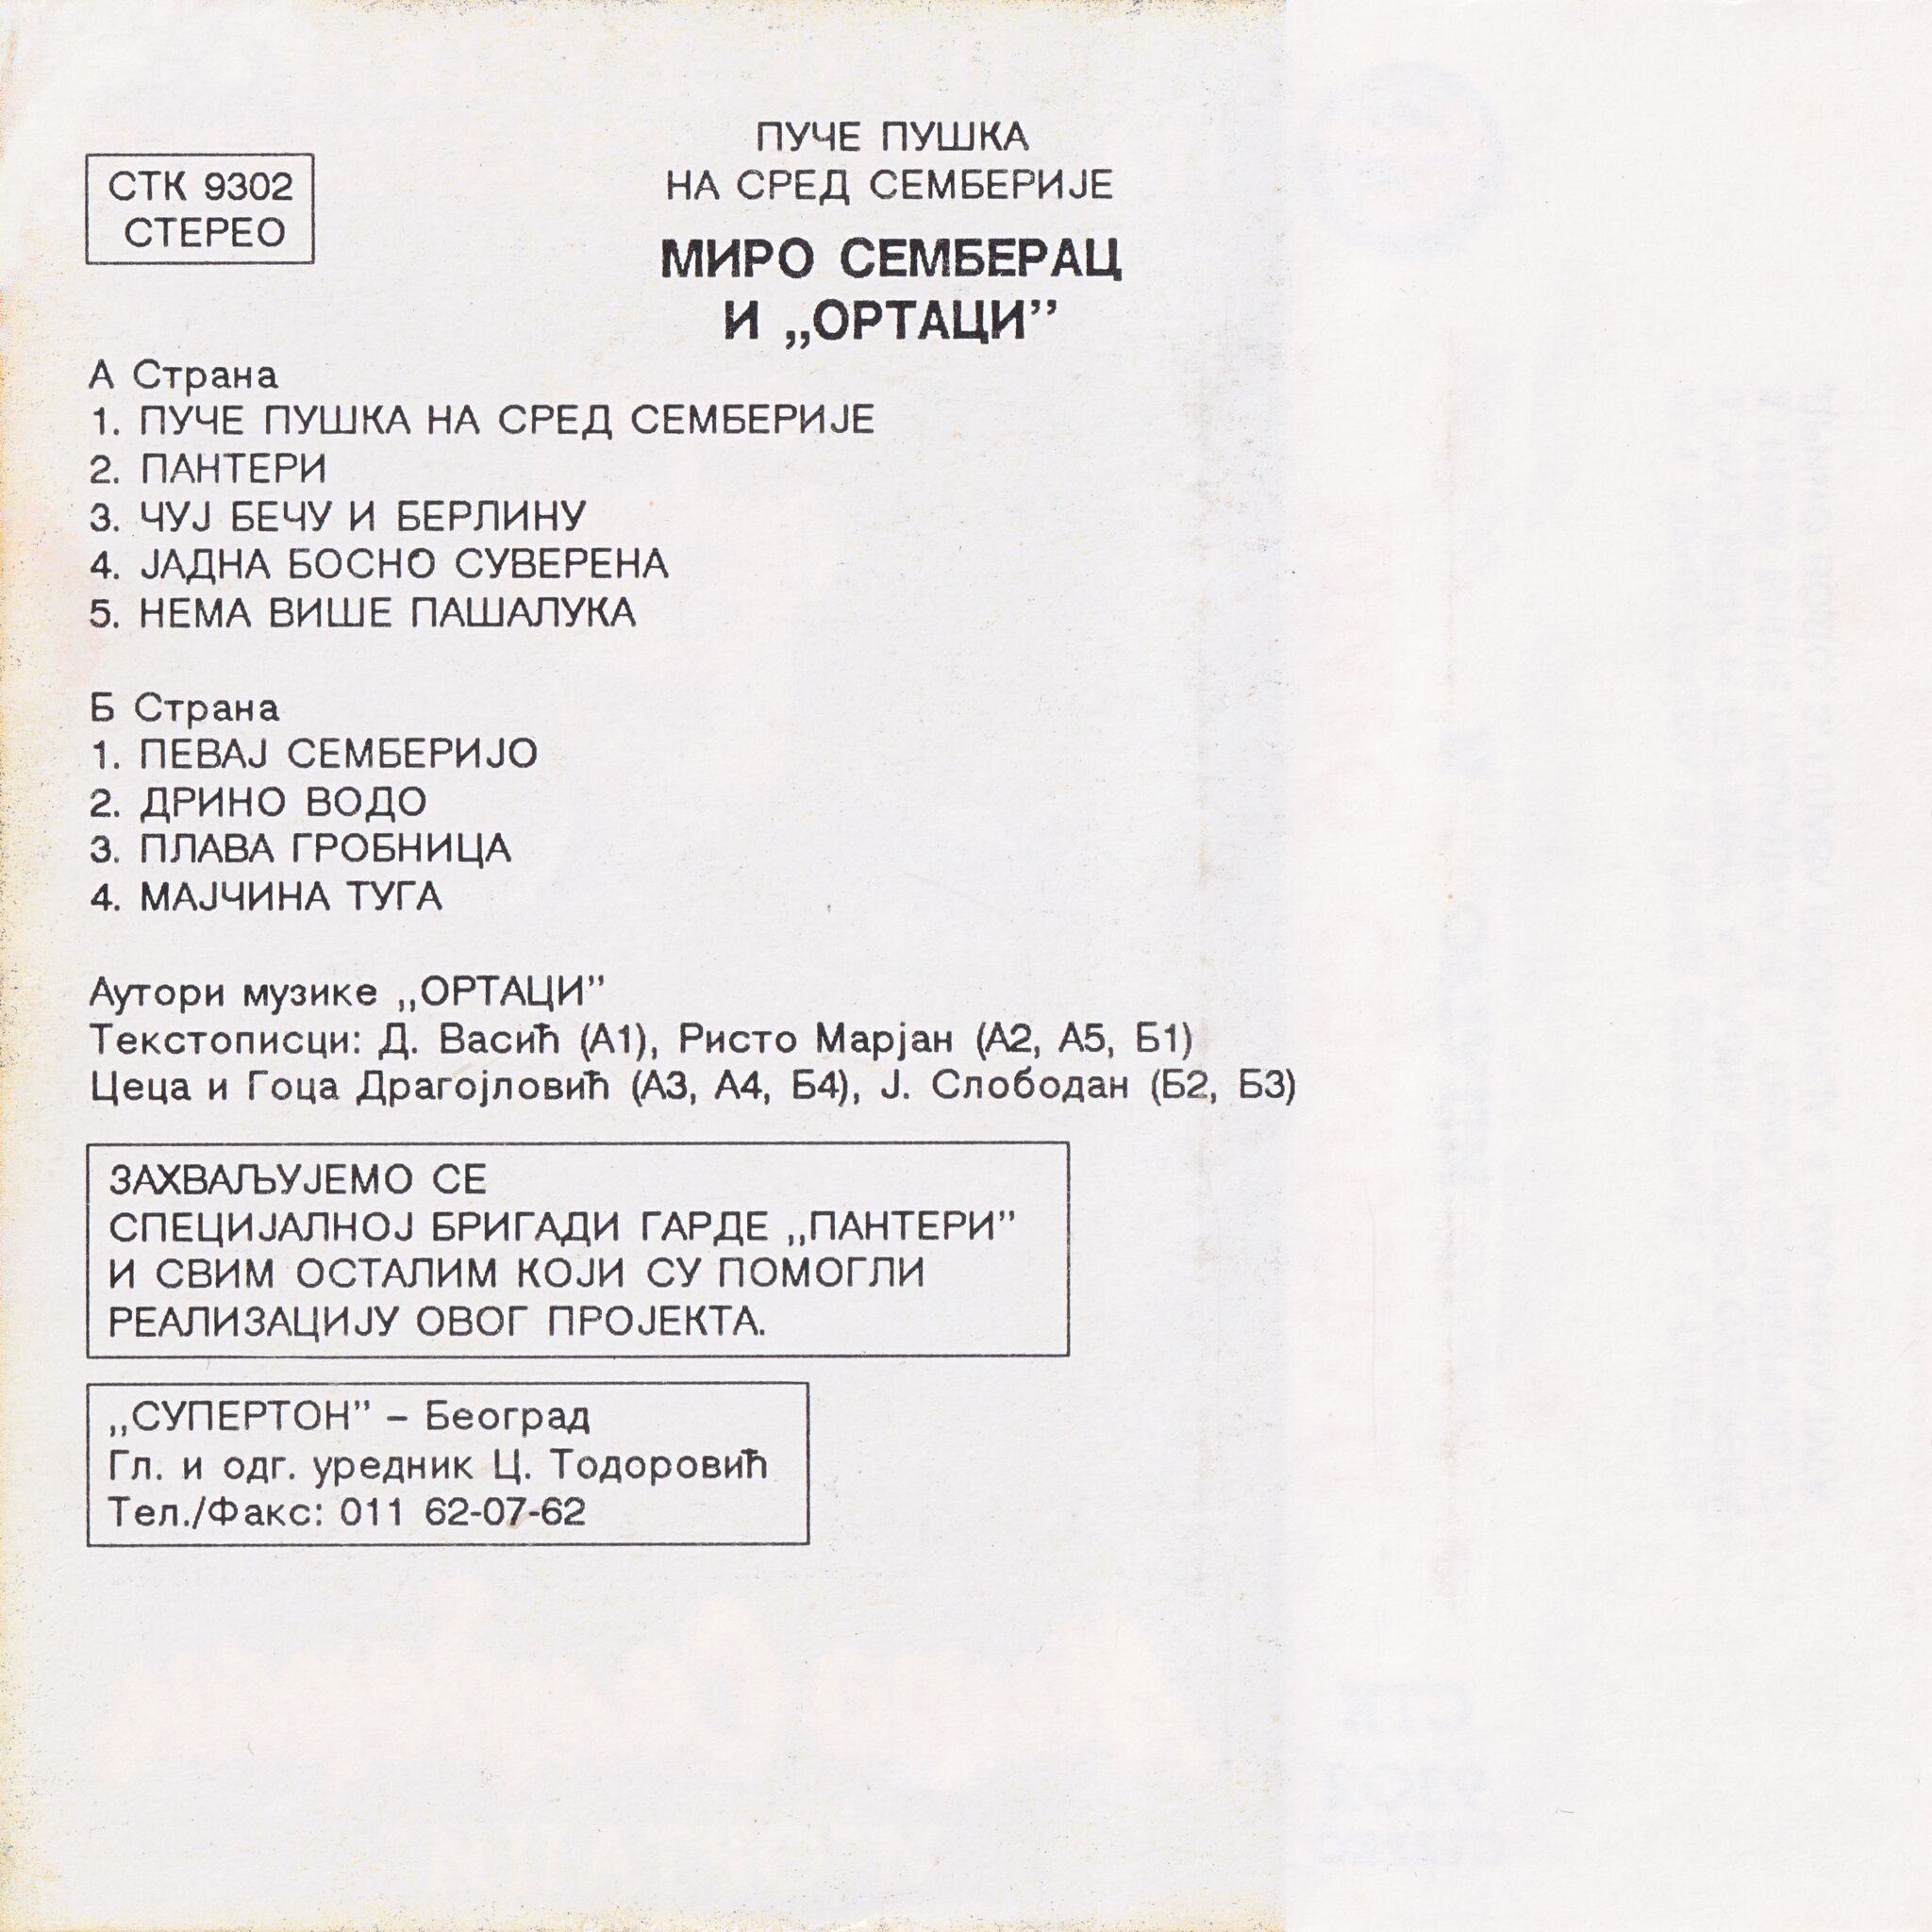 СТК 9302
СТЕРЕО
ПУЧЕ ПУШКА
НА СРЕД СЕМБЕРИЈЕ
МИРО СЕМБЕРАЦ
И „ОРТАЦИ”
А Страна
1. ПУЧЕ ПУШКА НА СРЕД СЕМБЕРИЈЕ
2. ПАНТЕРИ
3. ЧУЈ БЕЧУ И БЕРЛИНУ
4. ЈАДНА БОСНО СУВЕРЕНА
5. НЕМА ВИШЕ ПАШАЛУКА
Б Страна
1. ПЕВАЈ СЕМБЕРИЈО
2. ДРИНО ВОДО
3. ПЛАВА ГРОБНИЦА
4. МАЈЧИНА ТУГА
Аутори музике „ОРТАЦИ”
Текстописци: Д. Васић (А1), Ристо Марјан (А2, А5, Б1)
Цеца и Гоца Драгојловић (А3, А4, Б4), Ј. Слободан (Б2, Б3)
ЗАХВАЉУЈЕМО СЕ
СПЕЦИЈАЛНОЈ БРИГАДИ ГАРДЕ „ПАНТЕРИ”
И СВИМ ОСТАЛИМ КОЈИ СУ ПОМОГЛИ
РЕАЛИЗАЦИЈУ ОВОГ ПРОЈЕКТА.
„СУПЕРТОН” – Београд
Гл. и одг. уредник Ц. Тодоровић
Тел./Факс: 011 62-07-62